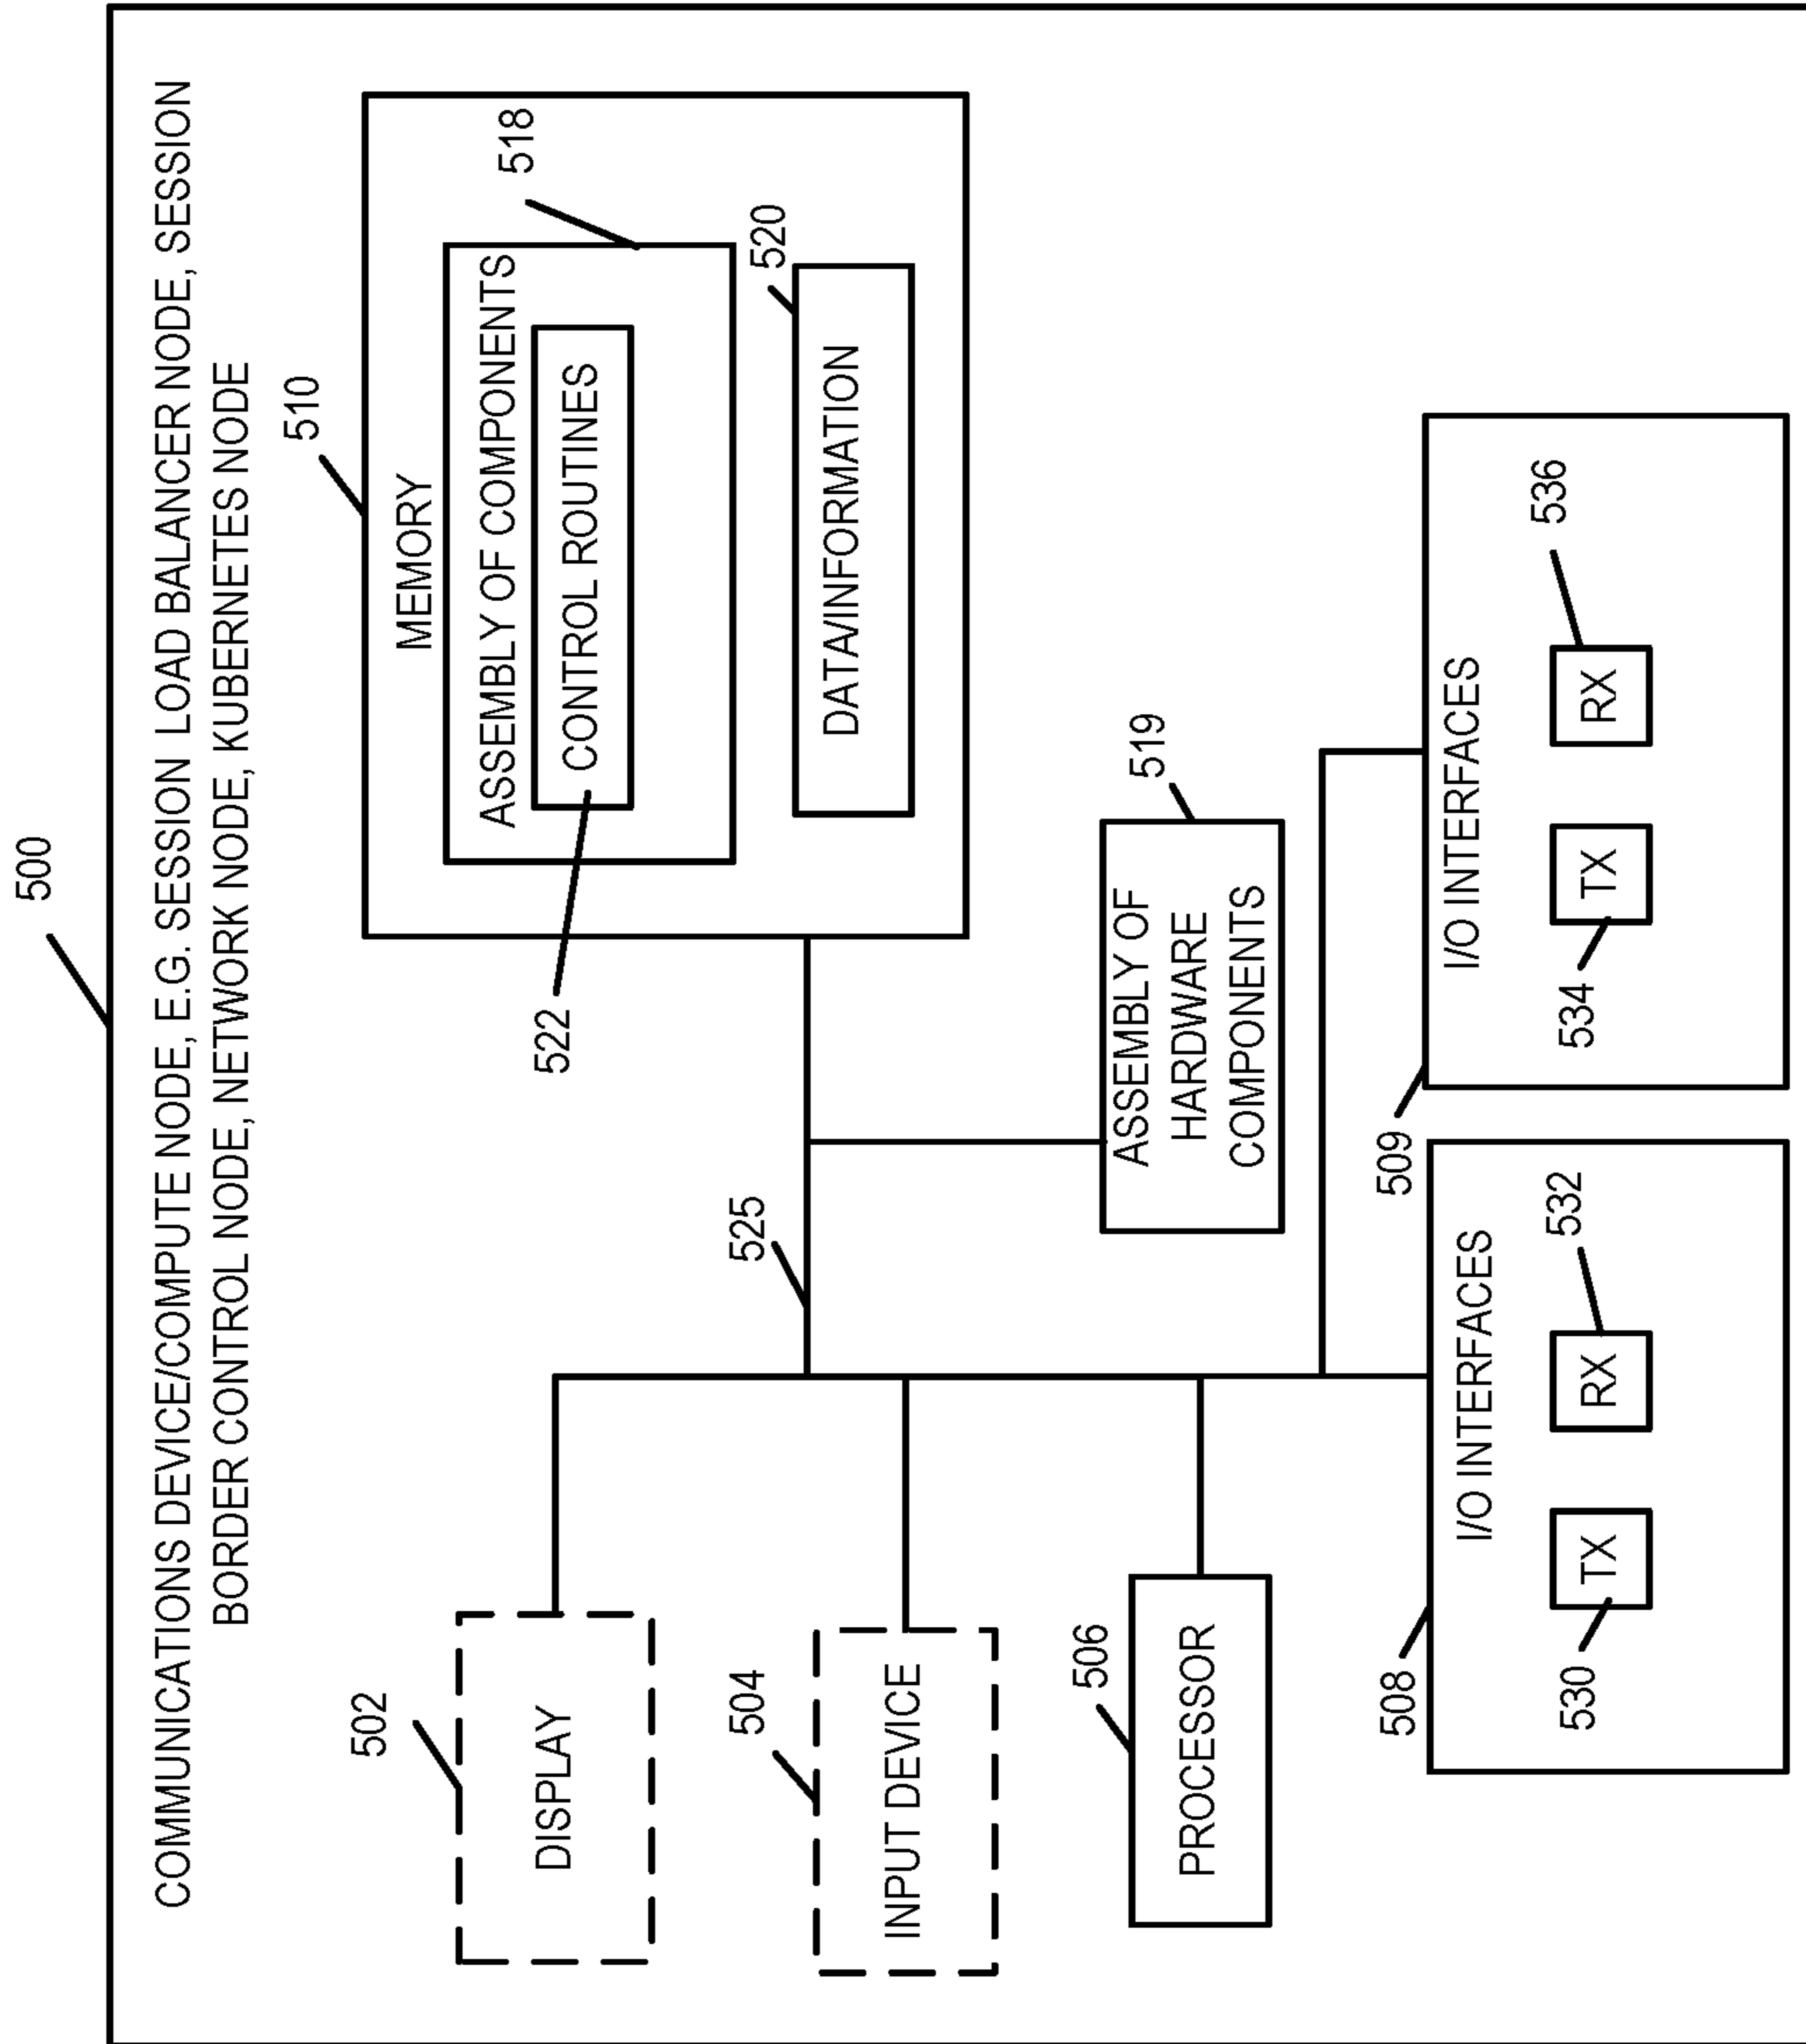 500
COMMUNICATIONS DEVICE/COMPUTE NODE, E.G. SESSION LOAD BALANCER NODE, SESSION
BORDER CONTROL NODE, NETWORK NODE, KUBERNETES NODE
502
DISPLAY
504
INPUT DEVICE
506
PROCESSOR
508
I/O INTERFACES
TX
RX
530
532
525
510
MEMORY
ASSEMBLY OF COMPONENTS
518
CONTROL ROUTINES
522
520
DATA/INFORMATION
519
ASSEMBLY OF
HARDWARE
COMPONENTS
509
I/O INTERFACES
TX
RX
534
536